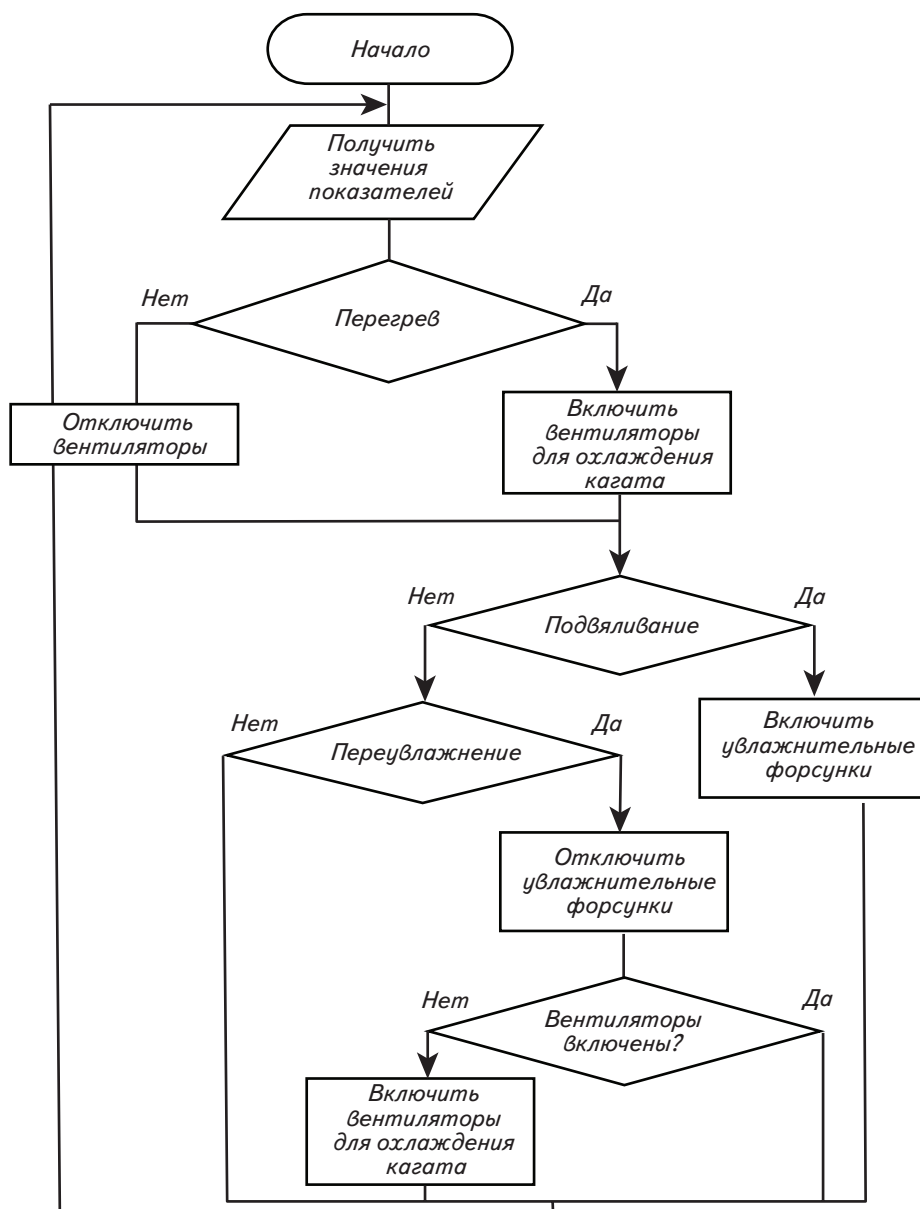 Начало
Получить
значения
показателей
Нет
Да
Перегрев
Отключить
вентиляторы
Включить
вентиляторы
для охлаждения
кагата
Нет
Да
Подвяливание
Нет
Да
Переувлажнение
Включить
увлажнительные
форсунки
Отключить
увлажнительные
форсунки
Нет
Да
Вентиляторы
включены?
Включить
вентиляторы
для охлаждения
кагата